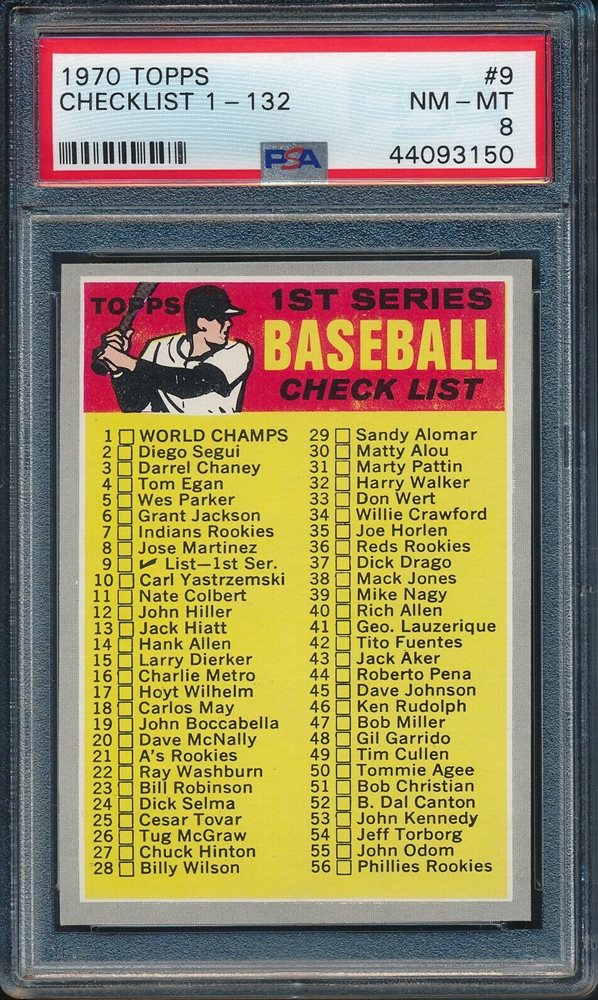 1970 TOPPS #9
CHECKLIST 1 - 132 NM - MT
8
PSA 44093150
TOPPS
1ST SERIES
BASEBALL
CHECK LIST
1 WORLD CHAMPS
2 Diego Segui
3 Darrel Chaney
4 Tom Egan
5 Wes Parker
6 Grant Jackson
7 Indians Rookies
8 Jose Martinez
9 ✔ List—1st Ser.
10 Carl Yastrzemski
11 Nate Colbert
12 John Hiller
13 Jack Hiatt
14 Hank Allen
15 Larry Dierker
16 Charlie Metro
17 Hoyt Wilhelm
18 Carlos May
19 John Boccabella
20 Dave McNally
21 A's Rookies
22 Ray Washburn
23 Bill Robinson
24 Dick Selma
25 Cesar Tovar
26 Tug McGraw
27 Chuck Hinton
28 Billy Wilson
29 Sandy Alomar
30 Matty Alou
31 Marty Pattin
32 Harry Walker
33 Don Wert
34 Willie Crawford
35 Joe Horlen
36 Reds Rookies
37 Dick Drago
38 Mack Jones
39 Mike Nagy
40 Rich Allen
41 Geo. Lauzerique
42 Tito Fuentes
43 Jack Aker
44 Roberto Pena
45 Dave Johnson
46 Ken Rudolph
47 Bob Miller
48 Gil Garrido
49 Tim Cullen
50 Tommie Agee
51 Bob Christian
52 B. Dal Canton
53 John Kennedy
54 Jeff Torborg
55 John Odom
56 Phillies Rookies